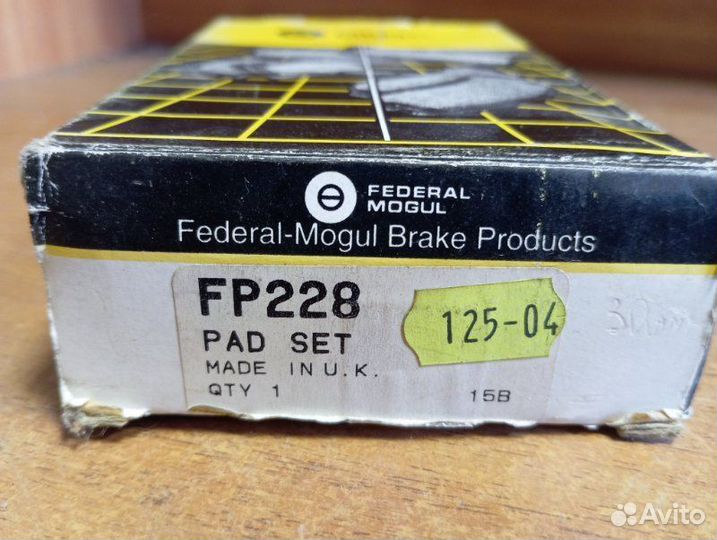 FEDERAL
MOGUL
Federal-Mogul Brake Products
FP228
125-04
PAD SET
MADE IN U.K.
QTY 1
15B
Avito